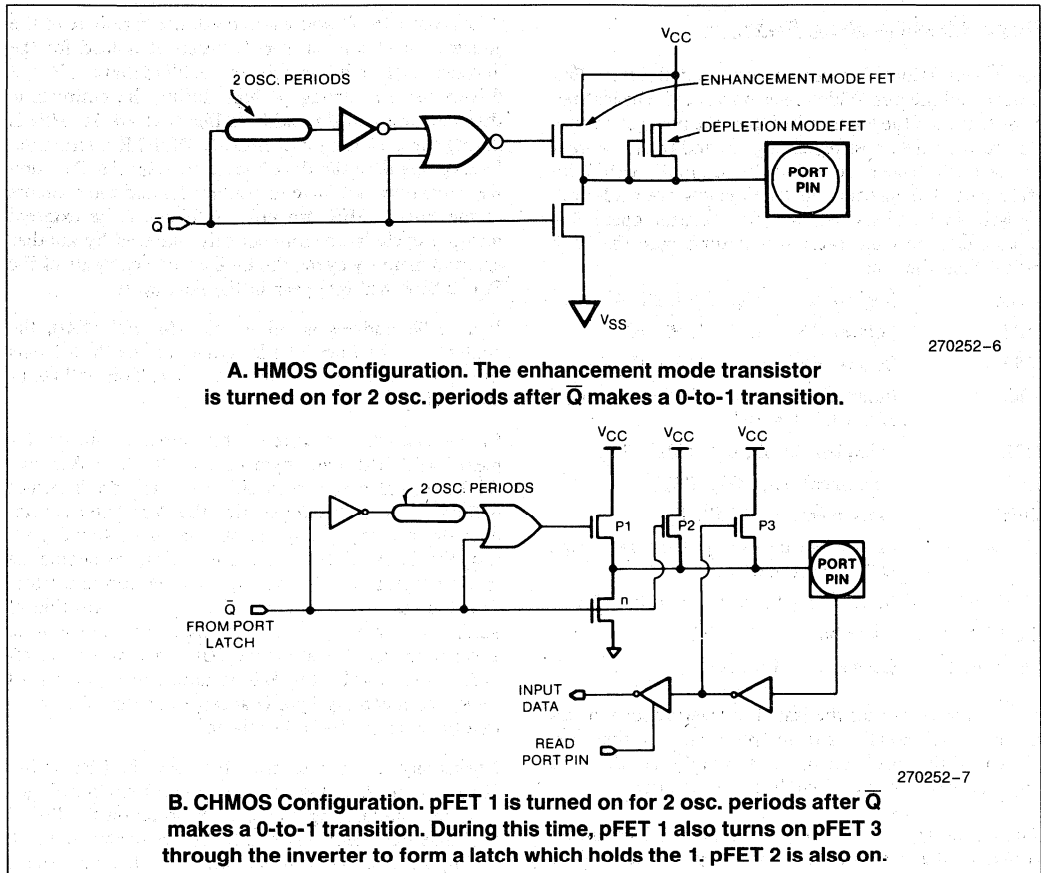 VCC
2 OSC. PERIODS
ENHANCEMENT MODE FET
DEPLETION MODE FET
PORT
PIN
Q̅
VSS
270252–6
A. HMOS Configuration. The enhancement mode transistor
is turned on for 2 osc. periods after Q̅ makes a 0-to-1 transition.
VCC VCC VCC
2 OSC. PERIODS
P1 P2 P3
PORT
PIN
n
Q̅
FROM PORT
LATCH
INPUT
DATA
READ
PORT PIN
270252–7
B. CHMOS Configuration. pFET 1 is turned on for 2 osc. periods after Q̅
makes a 0-to-1 transition. During this time, pFET 1 also turns on pFET 3
through the inverter to form a latch which holds the 1. pFET 2 is also on.